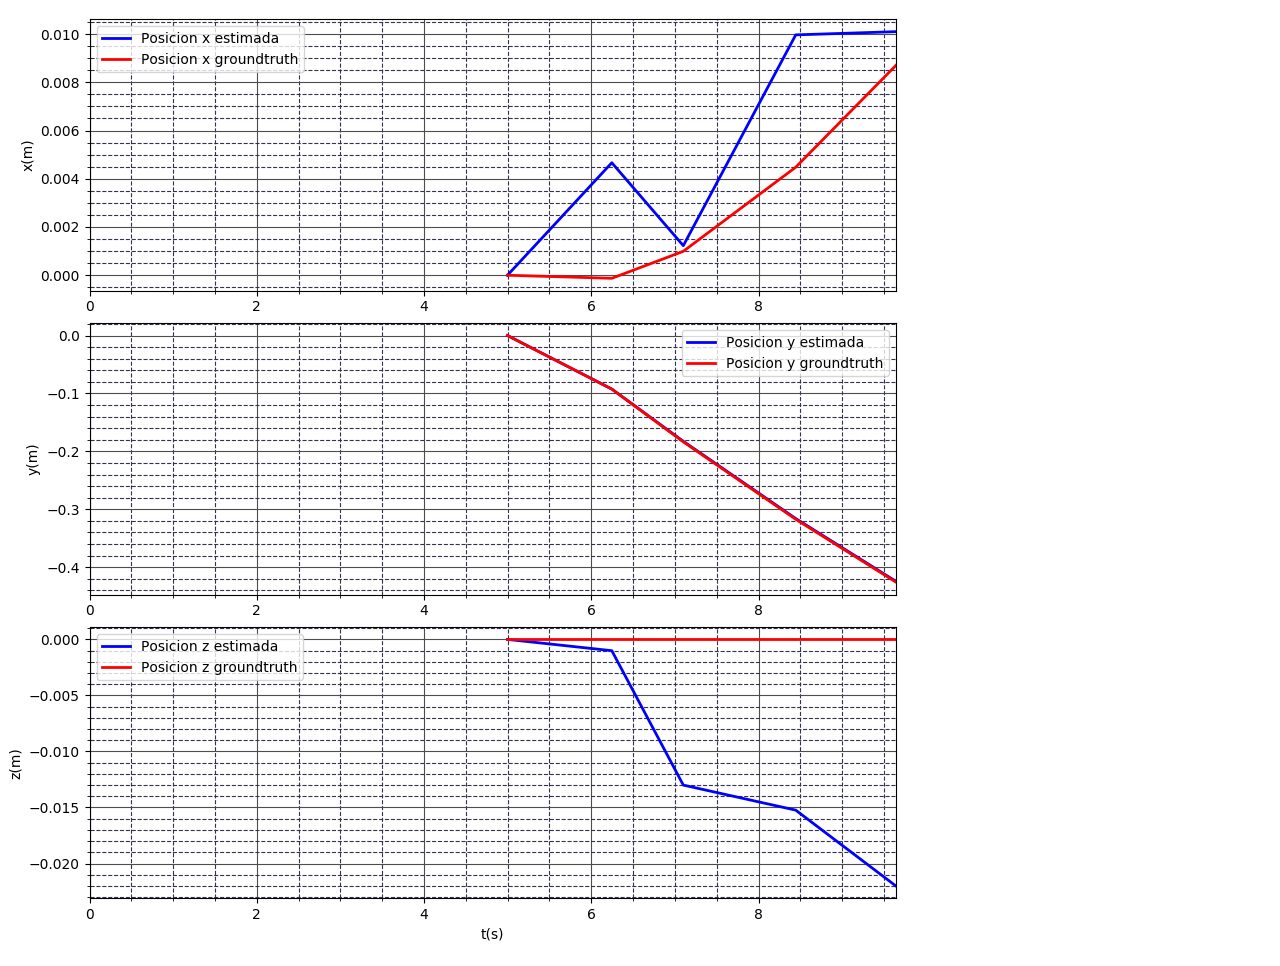 Posicion x estimada
Posicion x groundtruth
0.010
0.008
0.006
0.004
0.002
0.000
x(m)
0 2 4 6 8
Posicion y estimada
Posicion y groundtruth
0.0
−0.1
−0.2
−0.3
−0.4
y(m)
0 2 4 6 8
Posicion z estimada
Posicion z groundtruth
0.000
−0.005
−0.010
−0.015
−0.020
z(m)
0 2 4 6 8
t(s)